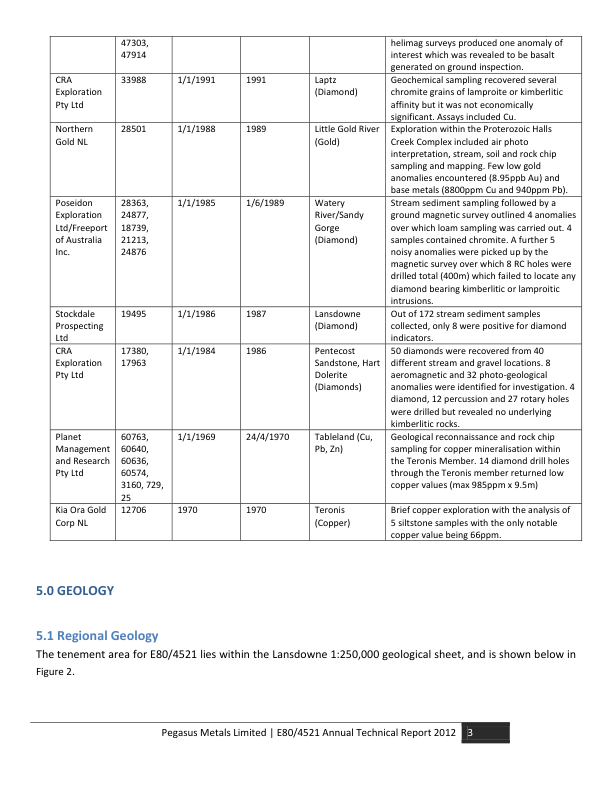 47303,
47914
helimag surveys produced one anomaly of
interest which was revealed to be basalt
generated on ground inspection.
CRA
Exploration
Pty Ltd
33988
1/1/1991
1991
Laptz
(Diamond)
Geochemical sampling recovered several
chromite grains of lamproite or kimberlitic
affinity but it was not economically
significant. Assays included Cu.
Northern
Gold NL
28501
1/1/1988
1989
Little Gold River
(Gold)
Exploration within the Proterozoic Halls
Creek Complex included air photo
interpretation, stream, soil and rock chip
sampling and mapping. Few low gold
anomalies encountered (8.95ppb Au) and
base metals (8800ppm Cu and 940ppm Pb).
Poseidon
Exploration
Ltd/Freeport
of Australia
Inc.
28363,
24877,
18739,
21213,
24876
1/1/1985
1/6/1989
Watery
River/Sandy
Gorge
(Diamond)
Stream sediment sampling followed by a
ground magnetic survey outlined 4 anomalies
over which loam sampling was carried out. 4
samples contained chromite. A further 5
noisy anomalies were picked up by the
magnetic survey over which 8 RC holes were
drilled total (400m) which failed to locate any
diamond bearing kimberlitic or lamproitic
intrusions.
Stockdale
Prospecting
Ltd
19495
1/1/1986
1987
Lansdowne
(Diamond)
Out of 172 stream sediment samples
collected, only 8 were positive for diamond
indicators.
CRA
Exploration
Pty Ltd
17380,
17963
1/1/1984
1986
Pentecost
Sandstone, Hart
Dolerite
(Diamonds)
50 diamonds were recovered from 40
different stream and gravel locations. 8
aeromagnetic and 32 photo-geological
anomalies were identified for investigation. 4
diamond, 12 percussion and 27 rotary holes
were drilled but revealed no underlying
kimberlitic rocks.
Planet
Management
and Research
Pty Ltd
60763,
60640,
60636,
60574,
3160, 729,
25
1/1/1969
24/4/1970
Tableland (Cu,
Pb, Zn)
Geological reconnaissance and rock chip
sampling for copper mineralisation within
the Teronis Member. 14 diamond drill holes
through the Teronis member returned low
copper values (max 985ppm x 9.5m)
Kia Ora Gold
Corp NL
12706
1970
1970
Teronis
(Copper)
Brief copper exploration with the analysis of
5 siltstone samples with the only notable
copper value being 66ppm.
5.0 GEOLOGY
5.1 Regional Geology
The tenement area for E80/4521 lies within the Lansdowne 1:250,000 geological sheet, and is shown below in
Figure 2.
Pegasus Metals Limited | E80/4521 Annual Technical Report 2012 3